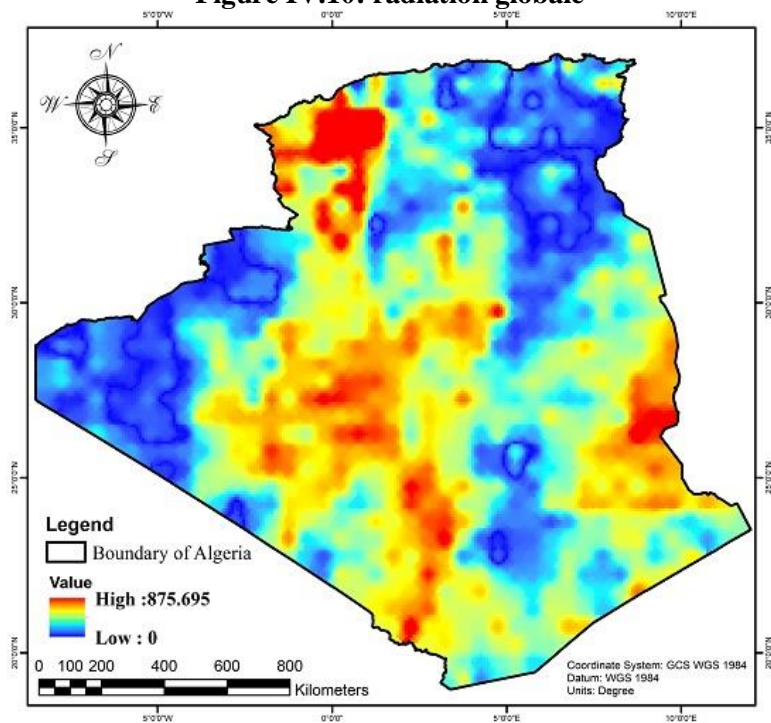 Figure IV.10: radiation globale
5°0'0"W 0°0'0" 5°0'0"E 10°0'0"E
N
W E
S
35°0'0"N 35°0'0"N
30°0'0"N 30°0'0"N
25°0'0"N 25°0'0"N
20°0'0"N 20°0'0"N
Legend
Boundary of Algeria
Value
High :875.695
Low : 0
0 100 200 400 600 800
Kilometers
Coordinate System: GCS WGS 1984
Datum: WGS 1984
Units: Degree
5°0'0"W 0°0'0" 5°0'0"E 10°0'0"E